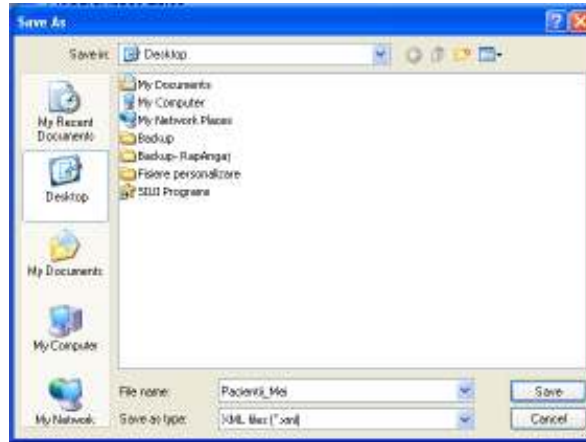 Save As
Save in:
Desktop
My Recent
Documents
Desktop
My Documents
My Computer
My Network
My Documents
My Computer
My Network Places
Backup
Backup-RapAngaj
Fisiere personalizare
SIUI Programe
File name:
Pacientii_Mei
Save
Save as type:
XML files (*.xml)
Cancel